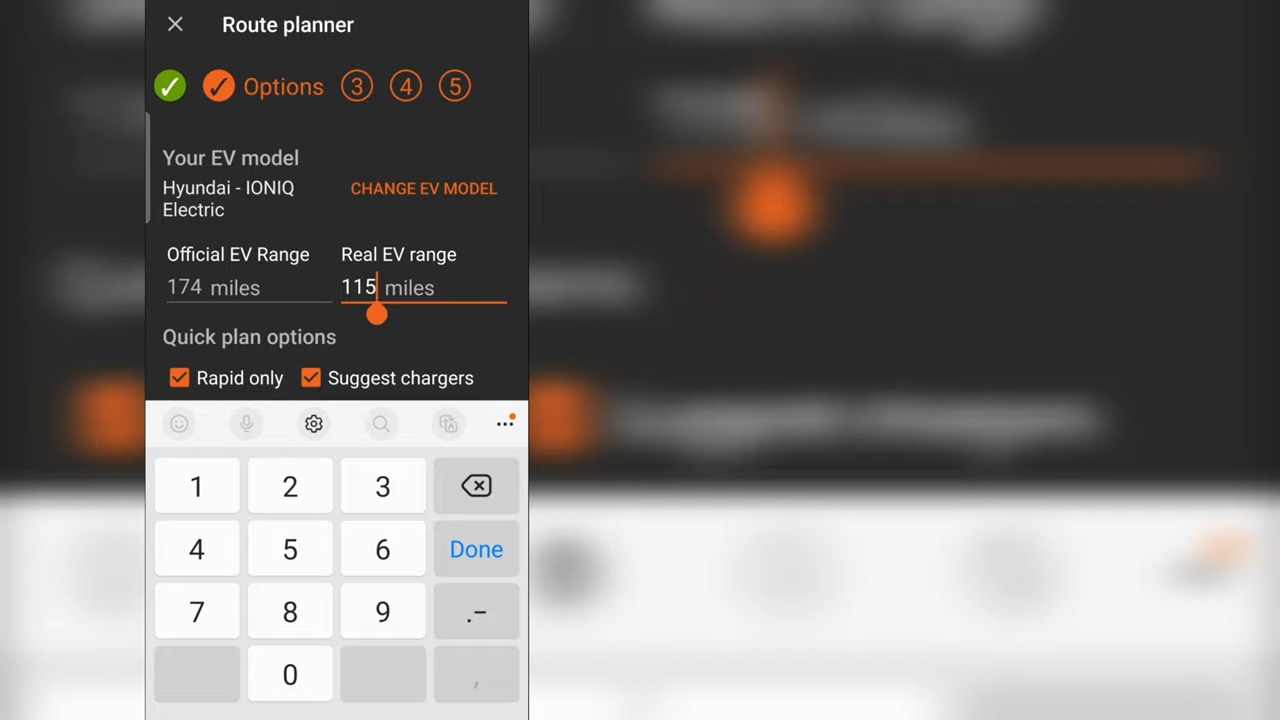 Route planner
Options 3 4 5
Your EV model
Hyundai - IONIQ Electric
CHANGE EV MODEL
Official EV Range Real EV range
174 miles 115 miles
Quick plan options
Rapid only Suggest chargers
1 2 3
4 5 6 Done
7 8 9 .-
0 ,